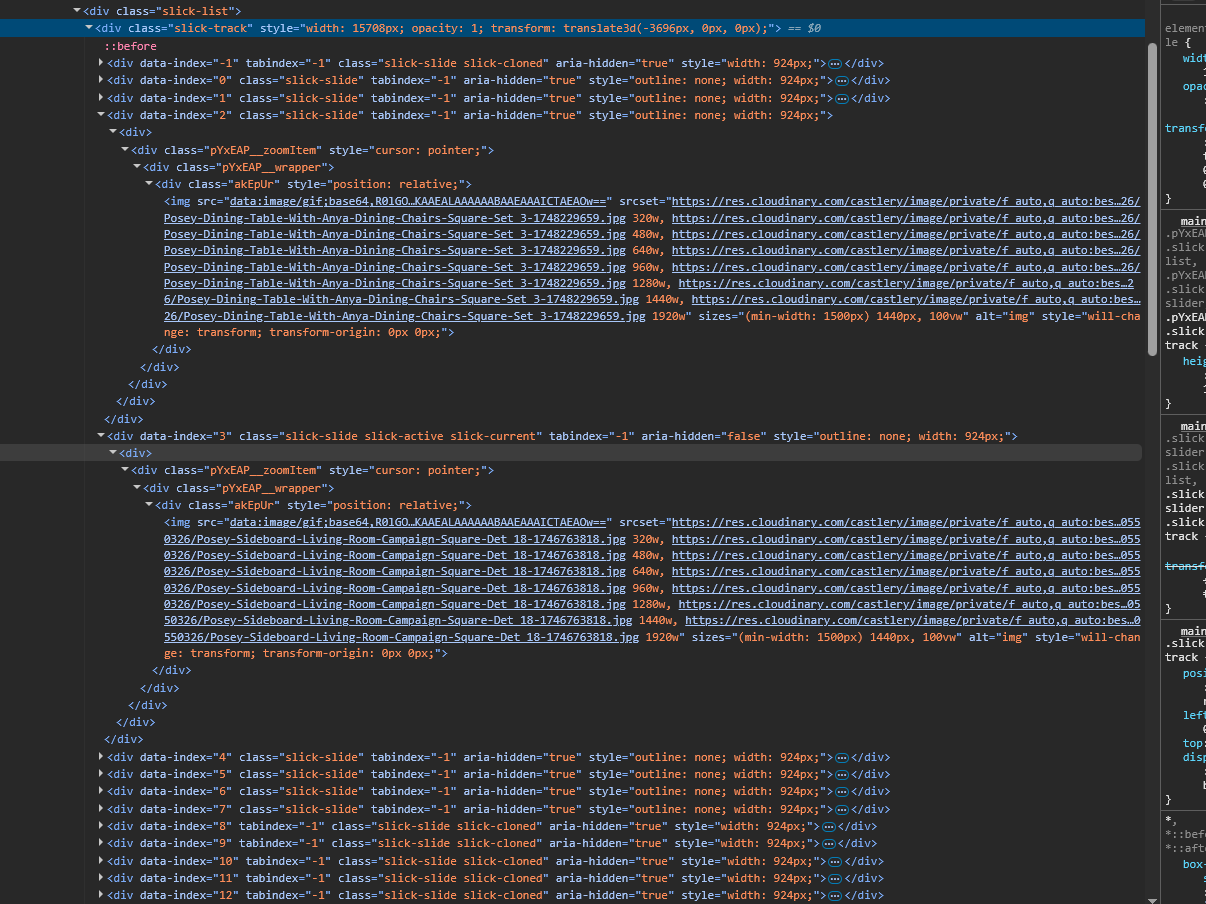 <div class="slick-list">
<div class="slick-track" style="width: 15708px; opacity: 1; transform: translate3d(-3696px, 0px, 0px);"> == $0
::before
<div data-index="-1" tabindex="-1" class="slick-slide slick-cloned" aria-hidden="true" style="width: 924px;">…</div>
<div data-index="0" class="slick-slide" tabindex="-1" aria-hidden="true" style="outline: none; width: 924px;">…</div>
<div data-index="1" class="slick-slide" tabindex="-1" aria-hidden="true" style="outline: none; width: 924px;">…</div>
<div data-index="2" class="slick-slide" tabindex="-1" aria-hidden="true" style="outline: none; width: 924px;">
<div>
<div class="pYxEAP__zoomItem" style="cursor: pointer;">
<div class="pYxEAP__wrapper">
<div class="akEpUr" style="position: relative;">
<img src="data:image/gif;base64,R0lGO…KAAEALAAAAAABAAEAAAICTAEAOw==" srcset="https://res.cloudinary.com/castlery/image/private/f_auto,q_auto:bes…26/
Posey-Dining-Table-With-Anya-Dining-Chairs-Square-Set_3-1748229659.jpg 320w, https://res.cloudinary.com/castlery/image/private/f_auto,q_auto:bes…26/
Posey-Dining-Table-With-Anya-Dining-Chairs-Square-Set_3-1748229659.jpg 480w, https://res.cloudinary.com/castlery/image/private/f_auto,q_auto:bes…26/
Posey-Dining-Table-With-Anya-Dining-Chairs-Square-Set_3-1748229659.jpg 640w, https://res.cloudinary.com/castlery/image/private/f_auto,q_auto:bes…26/
Posey-Dining-Table-With-Anya-Dining-Chairs-Square-Set_3-1748229659.jpg 960w, https://res.cloudinary.com/castlery/image/private/f_auto,q_auto:bes…26/
Posey-Dining-Table-With-Anya-Dining-Chairs-Square-Set_3-1748229659.jpg 1280w, https://res.cloudinary.com/castlery/image/private/f_auto,q_auto:bes…2
6/Posey-Dining-Table-With-Anya-Dining-Chairs-Square-Set_3-1748229659.jpg 1440w, https://res.cloudinary.com/castlery/image/private/f_auto,q_auto:bes…
26/Posey-Dining-Table-With-Anya-Dining-Chairs-Square-Set_3-1748229659.jpg 1920w" sizes="(min-width: 1500px) 1440px, 100vw" alt="img" style="will-cha
nge: transform; transform-origin: 0px 0px;">
</div>
</div>
</div>
</div>
</div>
<div data-index="3" class="slick-slide slick-active slick-current" tabindex="-1" aria-hidden="false" style="outline: none; width: 924px;">
<div>
<div class="pYxEAP__zoomItem" style="cursor: pointer;">
<div class="pYxEAP__wrapper">
<div class="akEpUr" style="position: relative;">
<img src="data:image/gif;base64,R0lGO…KAAEALAAAAAABAAEAAAICTAEAOw==" srcset="https://res.cloudinary.com/castlery/image/private/f_auto,q_auto:bes…055
0326/Posey-Sideboard-Living-Room-Campaign-Square-Det_18-1746763818.jpg 320w, https://res.cloudinary.com/castlery/image/private/f_auto,q_auto:bes…055
0326/Posey-Sideboard-Living-Room-Campaign-Square-Det_18-1746763818.jpg 480w, https://res.cloudinary.com/castlery/image/private/f_auto,q_auto:bes…055
0326/Posey-Sideboard-Living-Room-Campaign-Square-Det_18-1746763818.jpg 640w, https://res.cloudinary.com/castlery/image/private/f_auto,q_auto:bes…055
0326/Posey-Sideboard-Living-Room-Campaign-Square-Det_18-1746763818.jpg 960w, https://res.cloudinary.com/castlery/image/private/f_auto,q_auto:bes…055
0326/Posey-Sideboard-Living-Room-Campaign-Square-Det_18-1746763818.jpg 1280w, https://res.cloudinary.com/castlery/image/private/f_auto,q_auto:bes…05
50326/Posey-Sideboard-Living-Room-Campaign-Square-Det_18-1746763818.jpg 1440w, https://res.cloudinary.com/castlery/image/private/f_auto,q_auto:bes…0
550326/Posey-Sideboard-Living-Room-Campaign-Square-Det_18-1746763818.jpg 1920w" sizes="(min-width: 1500px) 1440px, 100vw" alt="img" style="will-chan
ge: transform; transform-origin: 0px 0px;">
</div>
</div>
</div>
</div>
</div>
<div data-index="4" class="slick-slide" tabindex="-1" aria-hidden="true" style="outline: none; width: 924px;">…</div>
<div data-index="5" class="slick-slide" tabindex="-1" aria-hidden="true" style="outline: none; width: 924px;">…</div>
<div data-index="6" class="slick-slide" tabindex="-1" aria-hidden="true" style="outline: none; width: 924px;">…</div>
<div data-index="7" class="slick-slide" tabindex="-1" aria-hidden="true" style="outline: none; width: 924px;">…</div>
<div data-index="8" tabindex="-1" class="slick-slide slick-cloned" aria-hidden="true" style="width: 924px;">…</div>
<div data-index="9" tabindex="-1" class="slick-slide slick-cloned" aria-hidden="true" style="width: 924px;">…</div>
<div data-index="10" tabindex="-1" class="slick-slide slick-cloned" aria-hidden="true" style="width: 924px;">…</div>
<div data-index="11" tabindex="-1" class="slick-slide slick-cloned" aria-hidden="true" style="width: 924px;">…</div>
<div data-index="12" tabindex="-1" class="slick-slide slick-cloned" aria-hidden="true" style="width: 924px;">…</div>
elemen
le {
widt
opac
transfo
}
main
.pYxEAP
.slick
list,
.pYxEAP
.slick
slider
.pYxEAP
.slick
track
heig
}
main
.slick
slider
.slick
list,
.slick
slider
.slick
track
transfo
}
main
.slick
track
posi
left
top:
disp
}
*,
*::befo
*::afte
box-